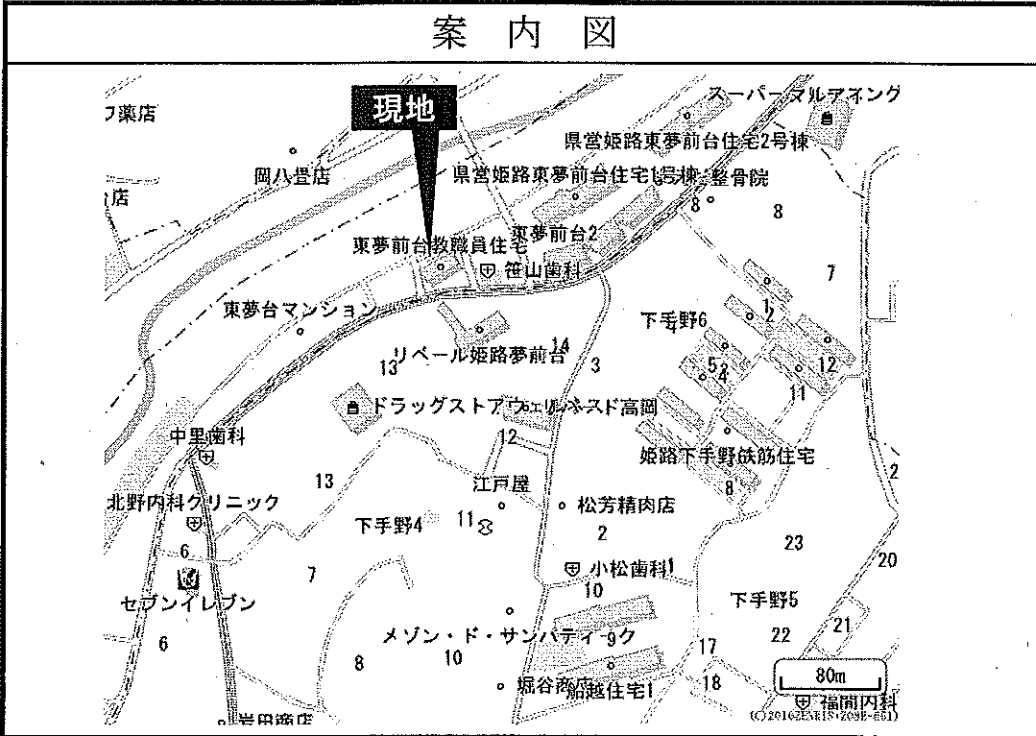 案内図
現地
スーパーマルアイング
フ薬店
県営姫路東夢前台住宅2号棟
岡八畳店
県営姫路東夢前台住宅1号棟
整骨院
店
8
8
東夢前台2
東夢前台教職員住宅
笹山歯科
7
東夢台マンション
下手野6
4
1
2
リベール姫路夢前台
14
13
3
5
4
12
11
ドラッグストアウェルネス
ド高岡
12
中里歯科
姫路下手野鉄筋住宅
13
江戸屋
8
2
北野内科クリニック
下手野4
11
松芳精肉店
2
23
6
7
小松歯科
1
10
20
セブンイレブン
下手野5
6
メゾン・ド・サンパティーク
9
22
21
8
10
17
堀谷商店
船越住宅1
18
80m
岩田商店
福間内科